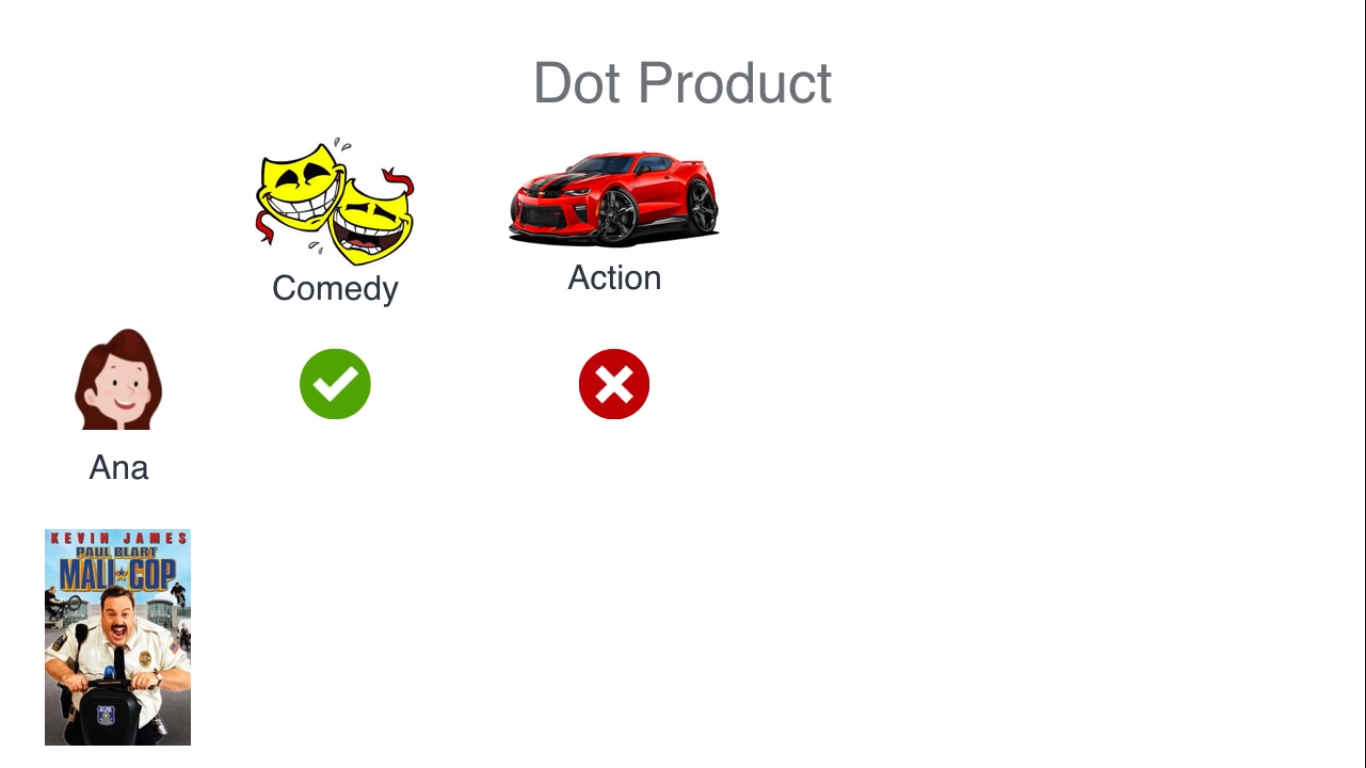 Dot Product
Comedy
Action
Ana
KEVIN JAMES
PAUL BLART
MALL COP